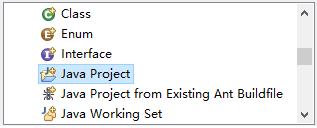 Class
Enum
Interface
Java Project
Java Project from Existing Ant Buildfile
Java Working Set